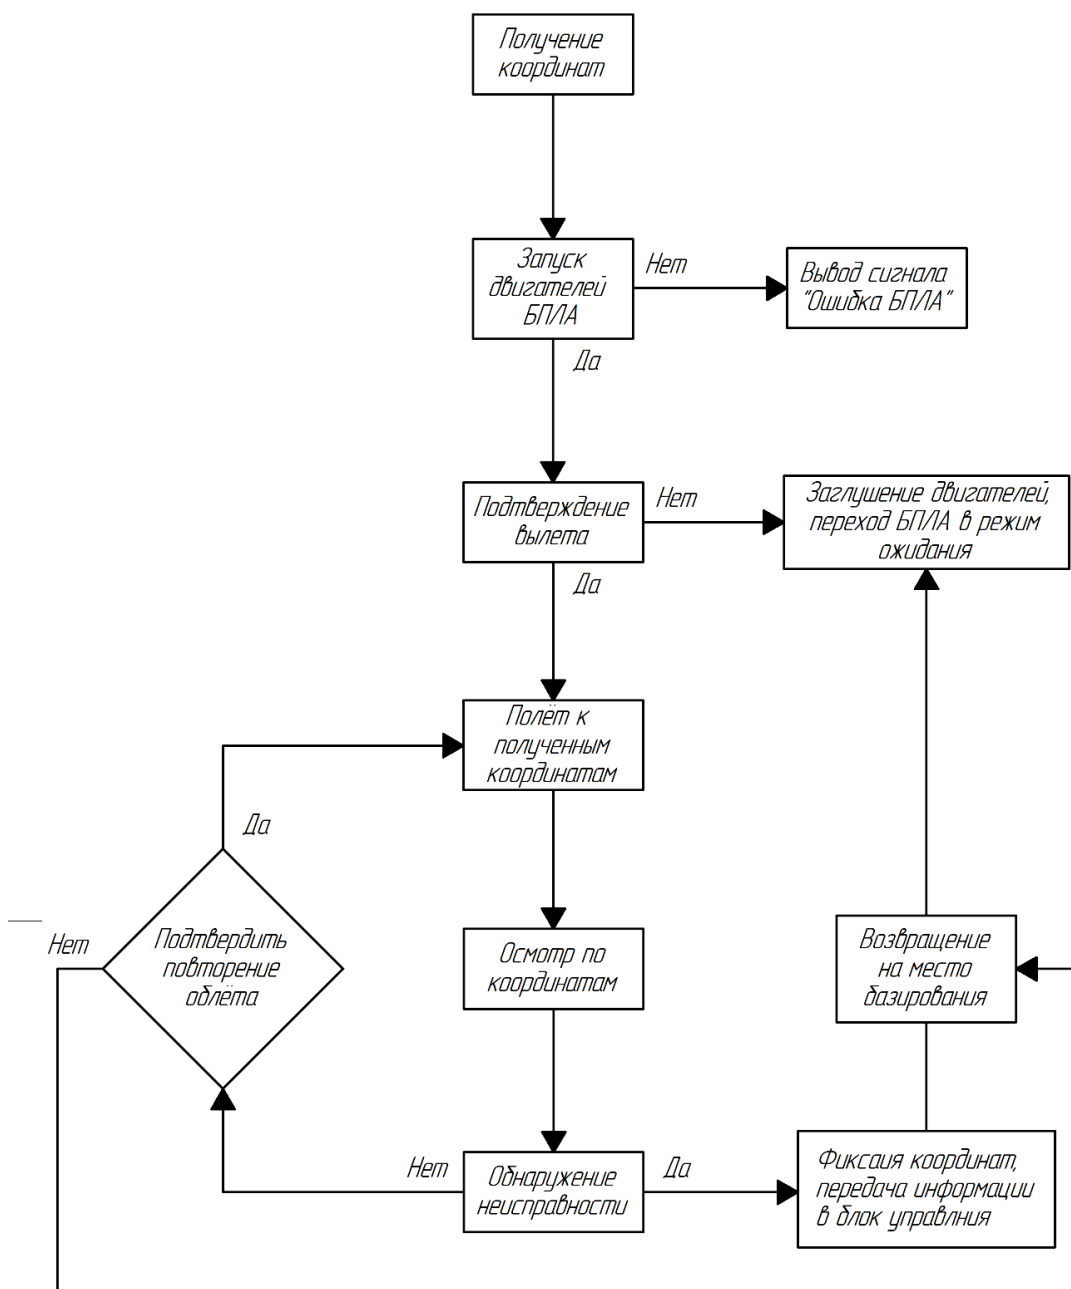 Получение
координат
Запуск
двигателей
БПЛА
Нет
Вывод сигнала
"Ошибка БПЛА"
Да
Подтверждение
вылета
Нет
Заглушение двигателей,
переход БПЛА в режим
ожидания
Да
Полёт к
полученным
координатам
Да
Подтвердить
повторение
облёта
Нет
Осмотр по
координатам
Возвращение
на место
базирования
Нет
Обнаружение
неисправности
Да
Фиксаия координат,
передача информации
в блок управлния